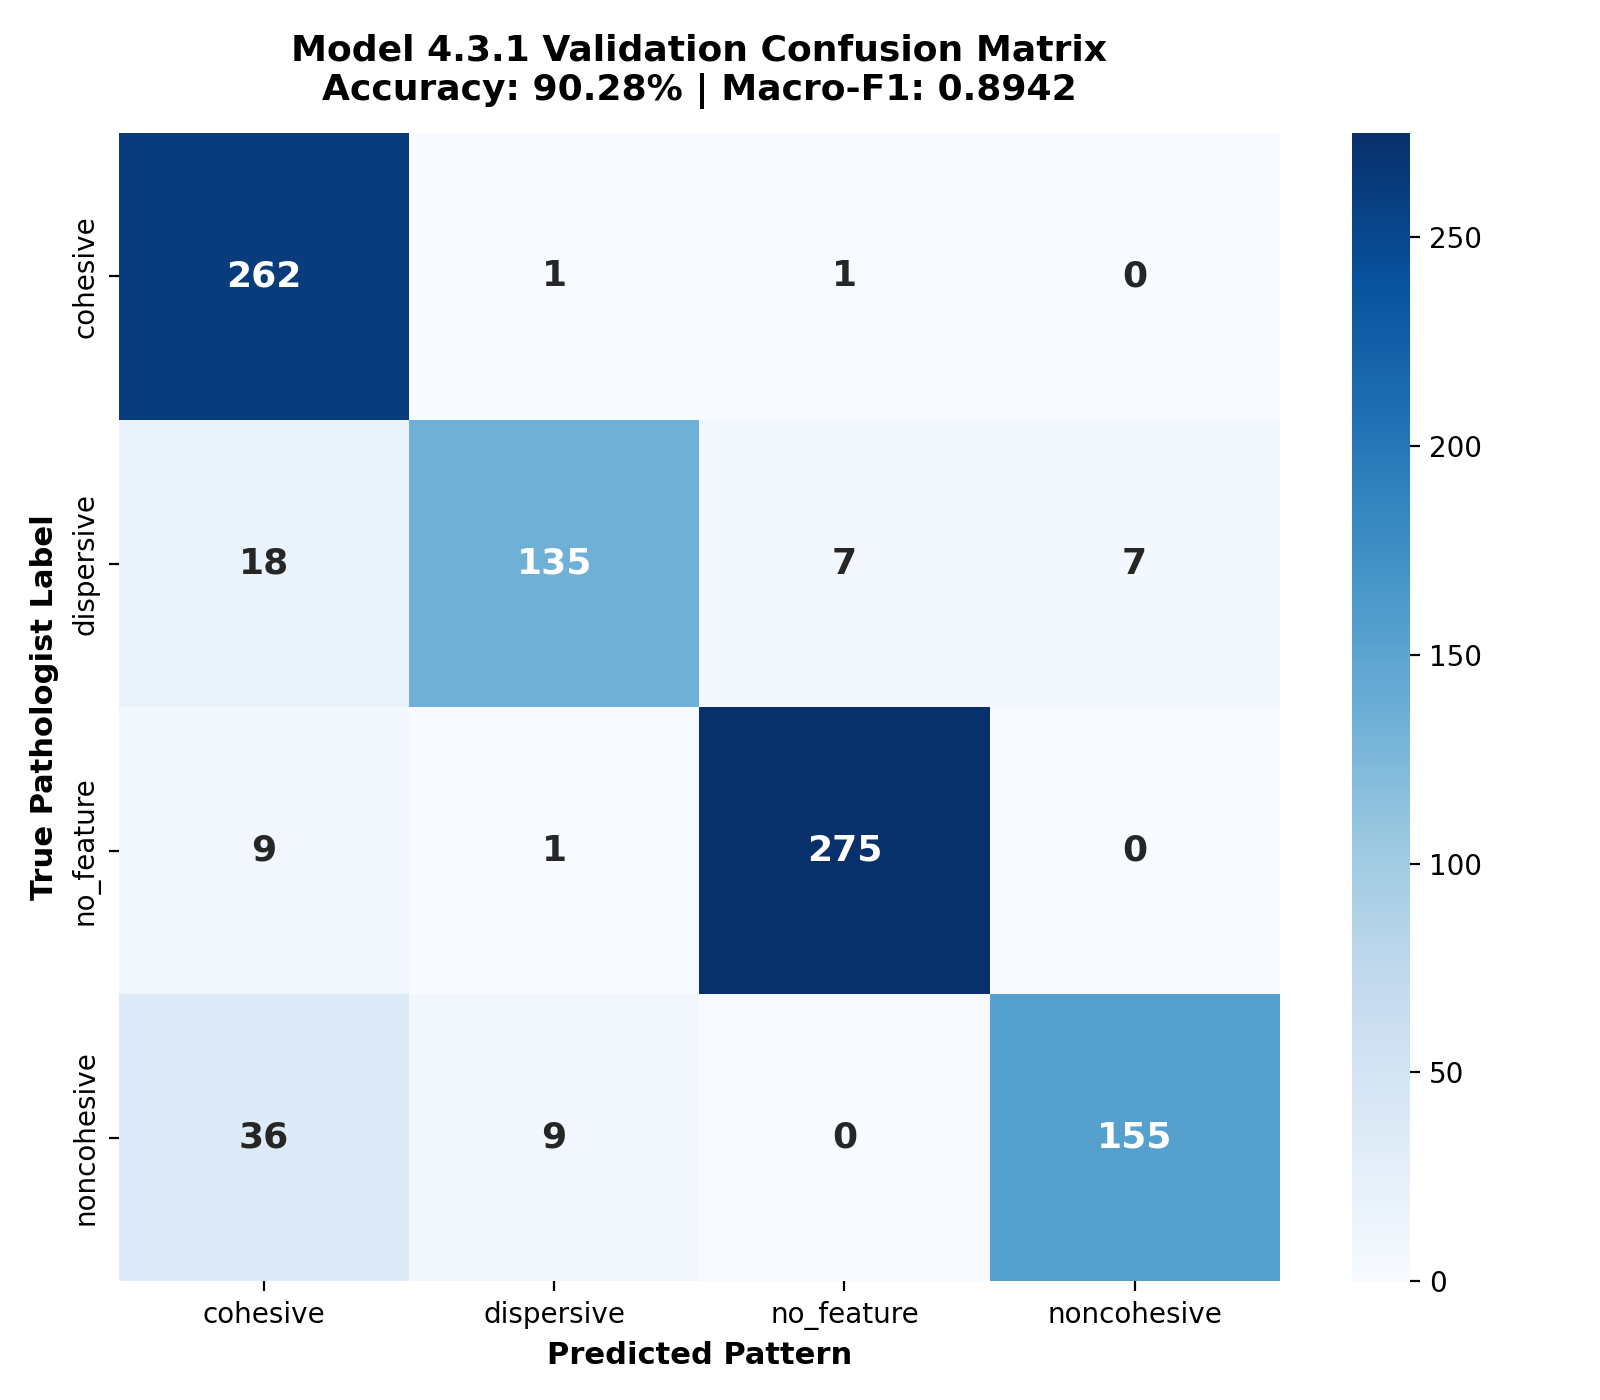 Model 4.3.1 Validation Confusion Matrix
Accuracy: 90.28% | Macro-F1: 0.8942
True Pathologist Label
cohesive
262 1 1 0
dispersive
18 135 7 7
no_feature
9 1 275 0
noncohesive
36 9 0 155
cohesive dispersive no_feature noncohesive
Predicted Pattern
250
200
150
100
50
0